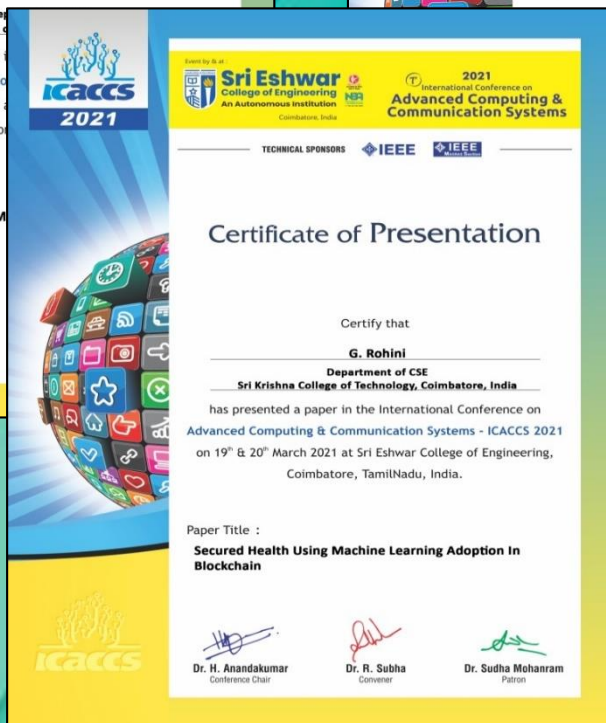 icaccs
2021
Event by & at :
Sri Eshwar
College of Engineering
An Autonomous Institution
Coimbatore, India
NBA
2021
International Conference on
Advanced Computing &
Communication Systems
TECHNICAL SPONSORS
IEEE
IEEE
Madras Section
Certificate of Presentation
Certify that
G. Rohini
Department of CSE
Sri Krishna College of Technology, Coimbatore, India
has presented a paper in the International Conference on
Advanced Computing & Communication Systems - ICACCS 2021
on 19th & 20th March 2021 at Sri Eshwar College of Engineering,
Coimbatore, TamilNadu, India.
Paper Title :
Secured Health Using Machine Learning Adoption In
Blockchain
icaccs
Dr. H. Anandakumar
Conference Chair
Dr. R. Subha
Convener
Dr. Sudha Mohanram
Patron